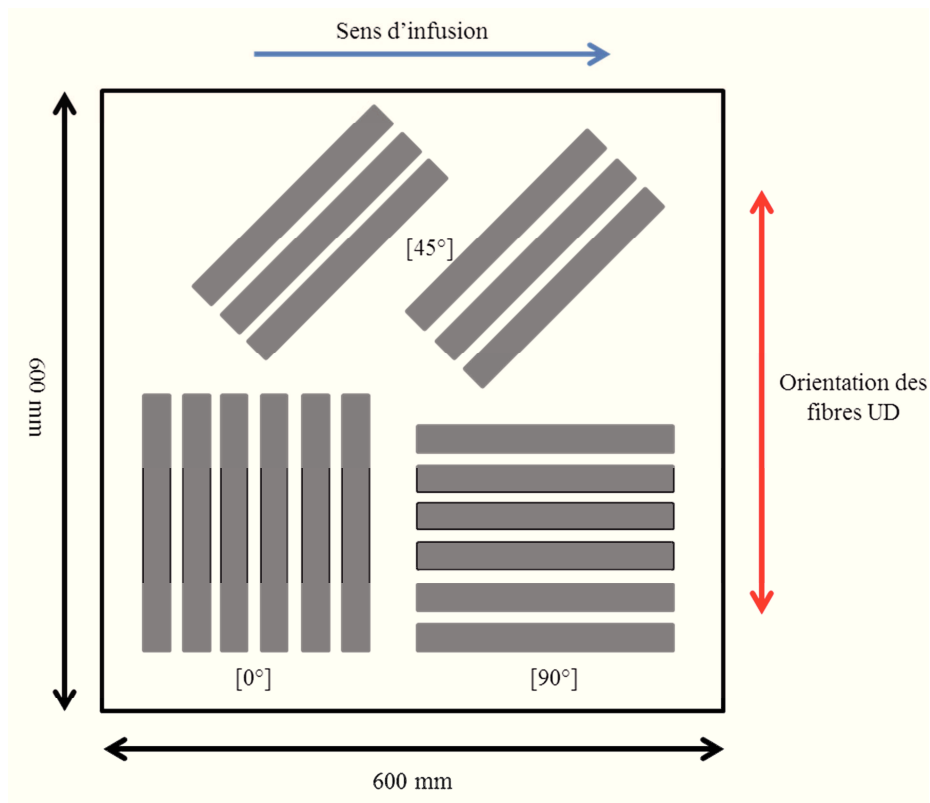 Sens d’infusion
[45°]
600 mm
Orientation des
fibres UD
[0°]
[90°]
600 mm